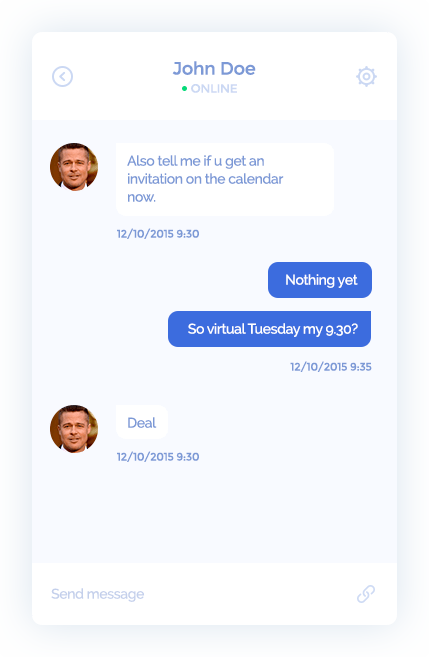 John Doe
ONLINE
Also tell me if u get an
invitation on the calendar
now.
12/10/2015 9:30
Nothing yet
So virtual Tuesday my 9.30?
12/10/2015 9:35
Deal
12/10/2015 9:30
Send message